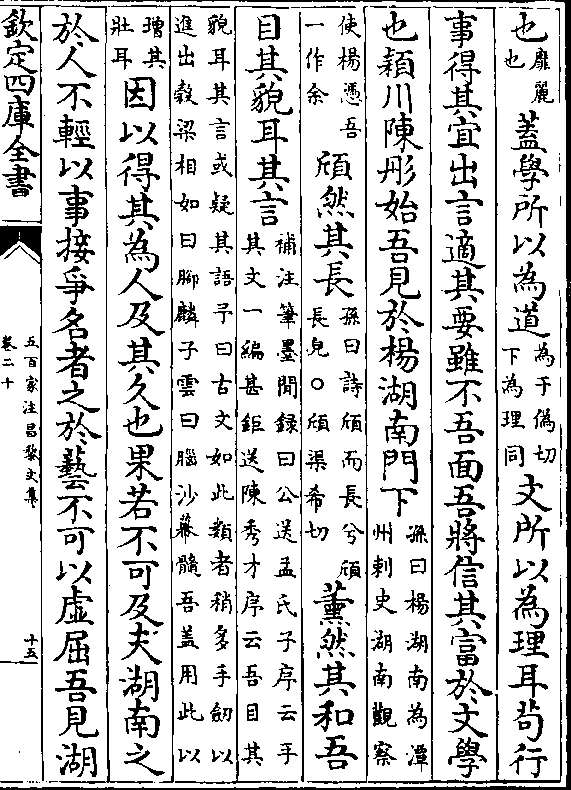 也靡麗也蓋學所以為道為于偽切下為理同文所以為理耳茍行
事得其宜出言適其要雖不吾面吾將信其富於文學
也穎川陳彤始吾見於楊湖南門下孫曰楊湖南為潭州刺史湖南觀察
使楊憑吾一作余頎然其長孫曰詩頎而長兮頎長皃○頎渠希切薰然其和吾
目其貌耳其言補注筆墨聞録曰公送孟氏子序云乎其文一編甚鉅送陳秀才序云吾目其
貌耳其言或疑其語予曰古文如此類者稍多手劒以進出穀梁相如曰腳麟子雲曰腦沙幕髓吾盖用此以
璔其壯耳因以得其為人及其久也果若不可及夫湖南之
於人不輕以事接爭名者之於藝不可以虚屈吾見湖
欽定四庫全書
五百家注昌黎文集
卷二十
十五